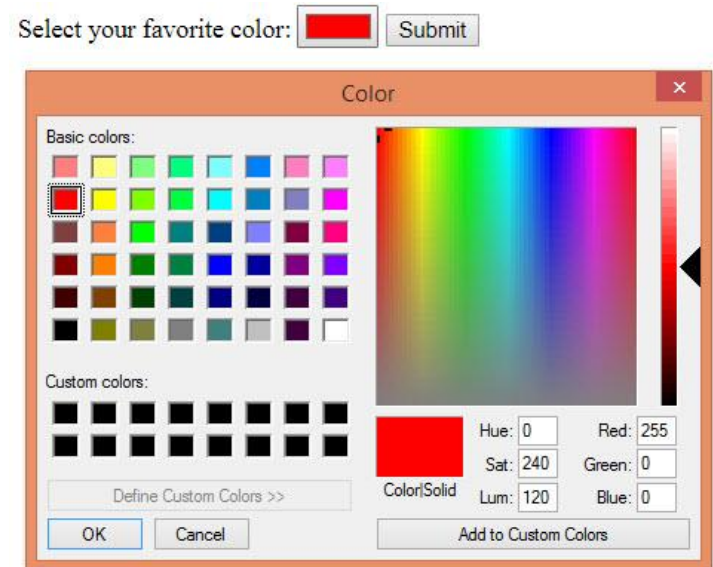 Select your favorite color: Submit
Color
Basic colors:
Custom colors:
Define Custom Colors >>
OK Cancel
Color|Solid
Hue: 0 Red: 255
Sat: 240 Green: 0
Lum: 120 Blue: 0
Add to Custom Colors